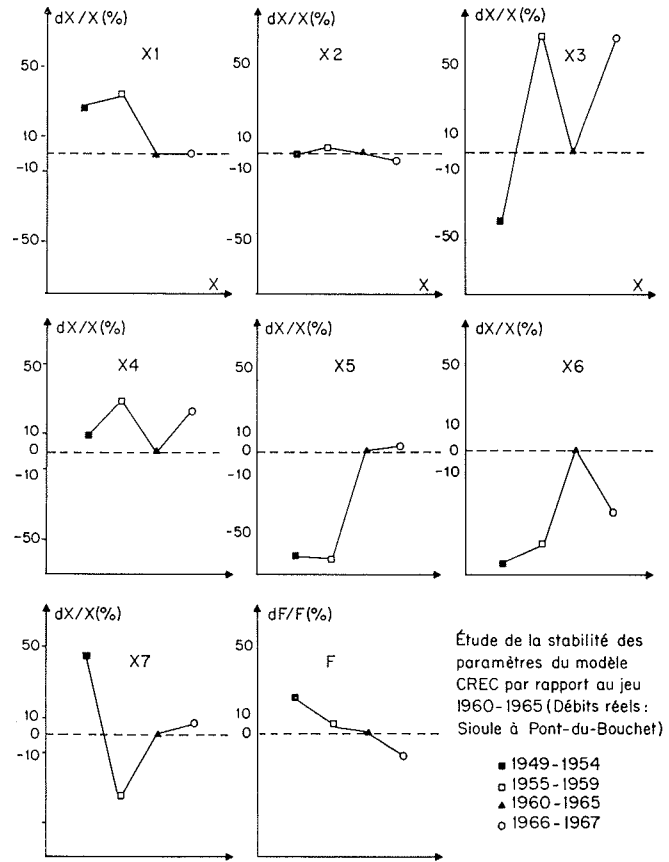 dX/X(%)
X1
50
10
-10
-50
X
dX/X(%)
X2
50
10
-10
-50
X
dX/X(%)
X3
50
10
-10
-50
X
dX/X(%)
X4
50
10
0
-10
-50
dX/X(%)
X5
50
10
0
-10
-50
dX/X(%)
X6
50
10
0
-10
-50
dX/X(%)
X7
50
10
0
-10
dF/F(%)
F
50
10
0
Étude de la stabilité des
paramètres du modèle
CREC par rapport au jeu
1960-1965 (Débits réels :
Sioule à Pont-du-Bouchet)
1949-1954
1955-1959
1960-1965
1966-1967